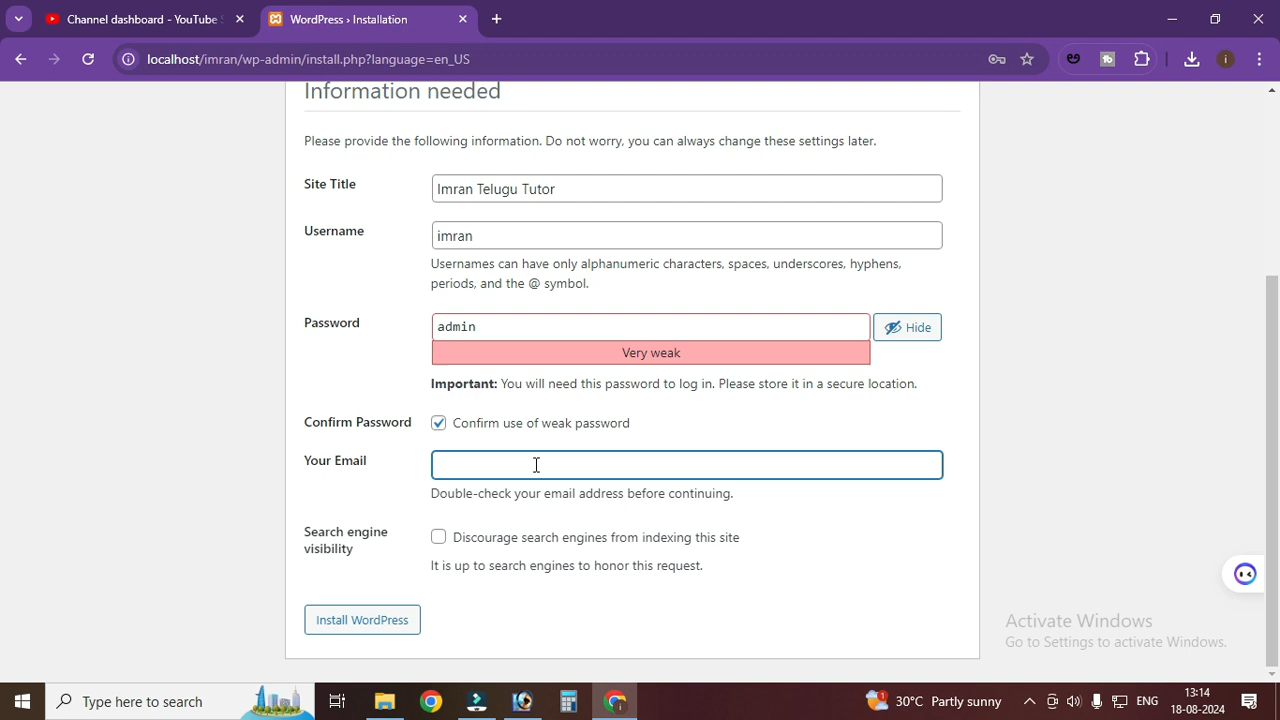 Channel dashboard - YouTube
WordPress › Installation
localhost/imran/wp-admin/install.php?language=en_US
Information needed
Please provide the following information. Do not worry, you can always change these settings later.
Site Title
Imran Telugu Tutor
Username
imran
Usernames can have only alphanumeric characters, spaces, underscores, hyphens,
periods, and the @ symbol.
Password
admin
Hide
Very weak
Important: You will need this password to log in. Please store it in a secure location.
Confirm Password
Confirm use of weak password
Your Email
Double-check your email address before continuing.
Search engine
visibility
Discourage search engines from indexing this site
It is up to search engines to honor this request.
Install WordPress
Activate Windows
Go to Settings to activate Windows.
Type here to search
30°C Partly sunny
ENG
13:14
18-08-2024